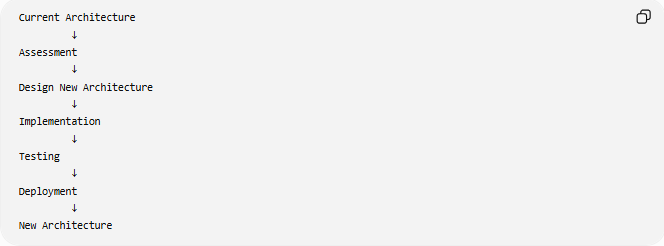 Current Architecture
↓
Assessment
↓
Design New Architecture
↓
Implementation
↓
Testing
↓
Deployment
↓
New Architecture